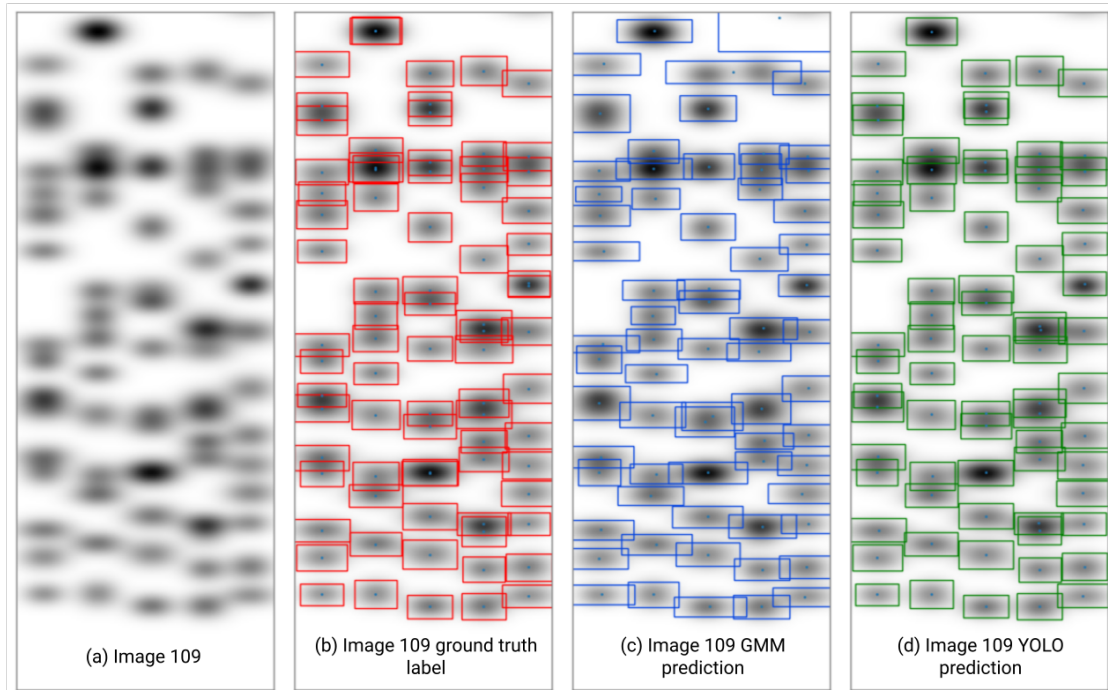 (a) Image 109
(b) Image 109 ground truth
label
(c) Image 109 GMM
prediction
(d) Image 109 YOLO
prediction